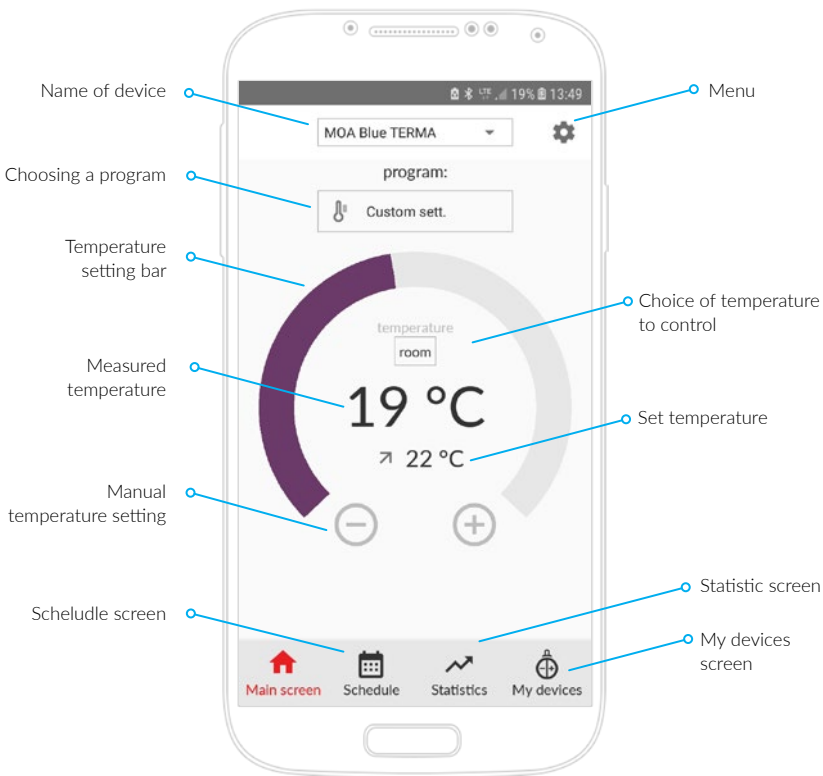 LTE 19% 13:49
Name of device
Menu
MOA Blue TERMA
program:
Choosing a program
Custom sett.
Temperature
setting bar
Choice of temperature
to control
temperature
room
Measured
temperature
19 °C
Set temperature
22 °C
Manual
temperature setting
Statistic screen
Scheludle screen
My devices
screen
Main screen
Schedule
Statistics
My devices